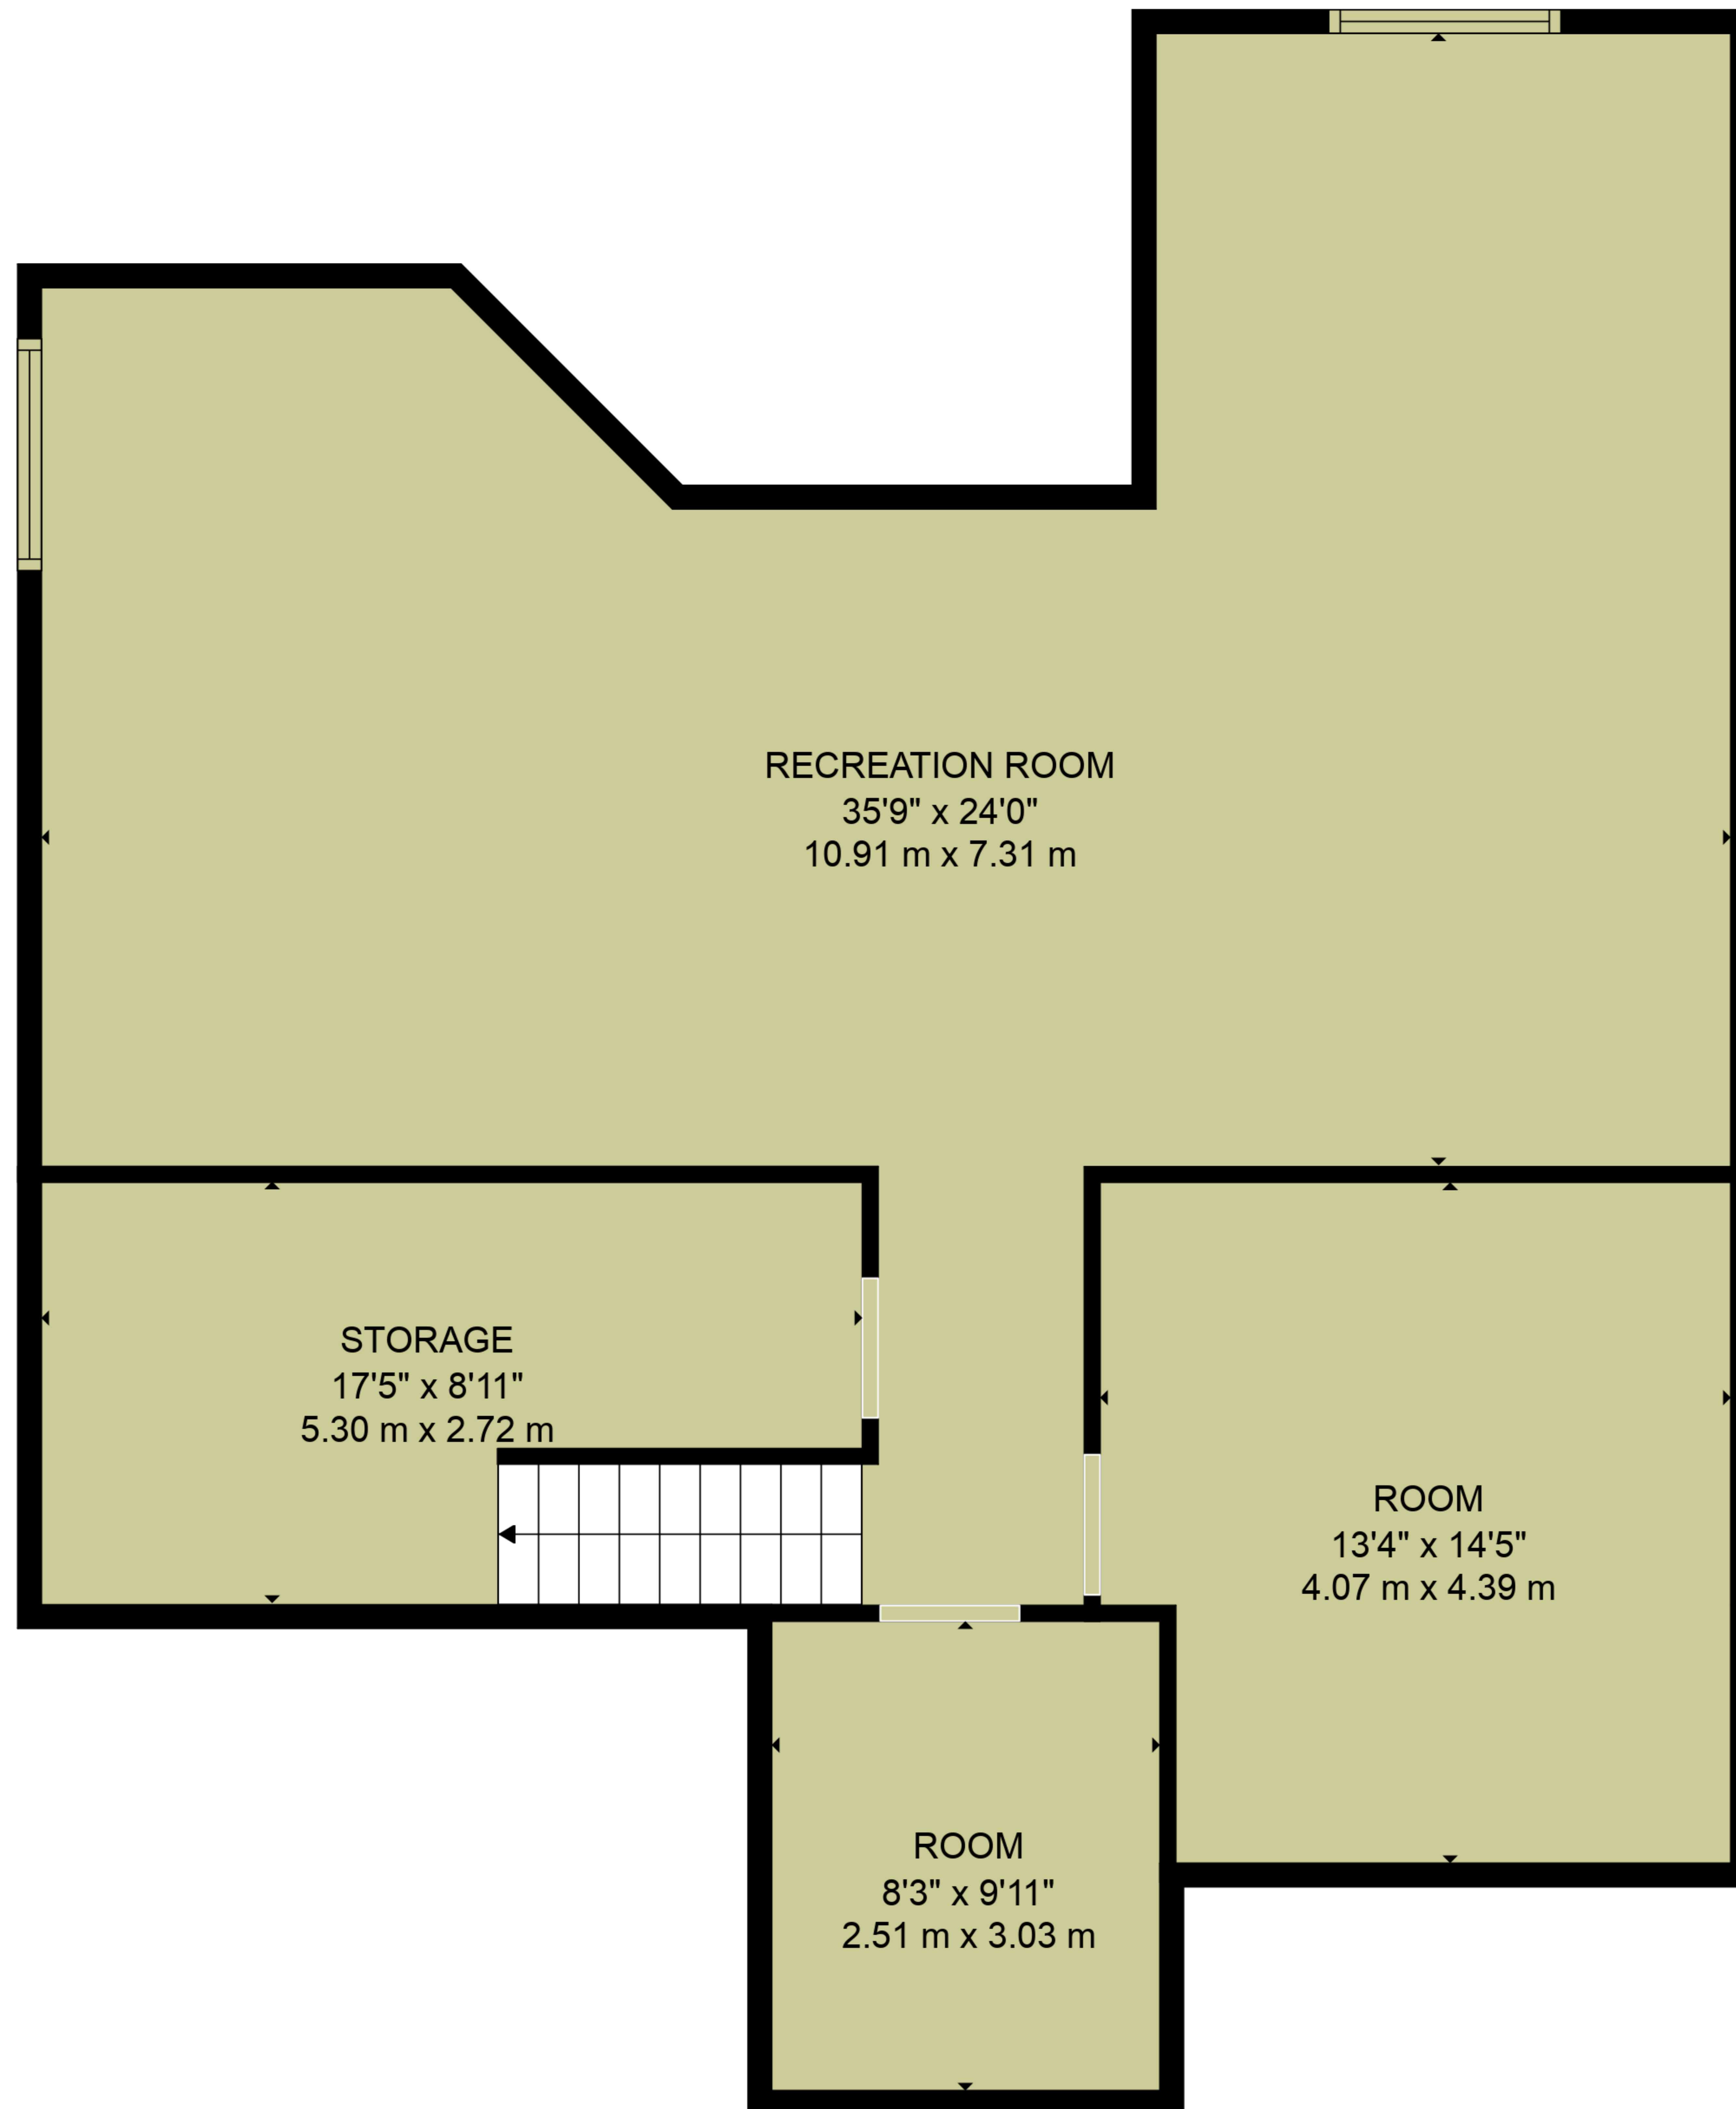 RECREATION ROOM
35'9" x 24'0"
10.91 m x 7.31 m
STORAGE
17'5" x 8'11"
5.30 m x 2.72 m
ROOM
13'4" x 14'5"
4.07 m x 4.39 m
ROOM
8'3" x 9'11"
2.51 m x 3.03 m